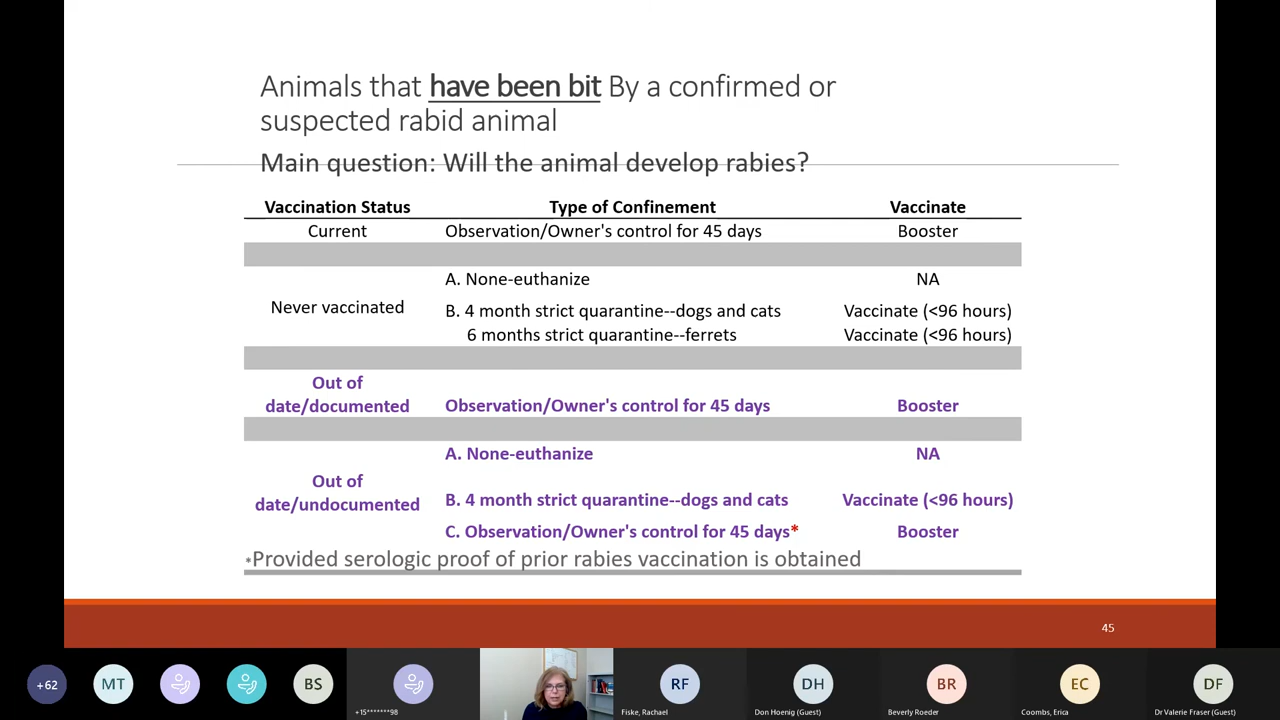 Animals that have been bit By a confirmed or
suspected rabid animal
Main question: Will the animal develop rabies?
Vaccination Status Type of Confinement Vaccinate
Current Observation/Owner's control for 45 days Booster
A. None-euthanize NA
Never vaccinated
B. 4 month strict quarantine--dogs and cats Vaccinate (<96 hours)
6 months strict quarantine--ferrets Vaccinate (<96 hours)
Out of
date/documented Observation/Owner's control for 45 days Booster
A. None-euthanize NA
Out of
date/undocumented
B. 4 month strict quarantine--dogs and cats Vaccinate (<96 hours)
C. Observation/Owner's control for 45 days* Booster
*Provided serologic proof of prior rabies vaccination is obtained
45
+62 MT BS RF DH BR EC DF
+15*******98 Fiske, Rachael Don Hoenig (Guest) Beverly Roeder Coombs, Erica Dr Valerie Fraser (Guest)